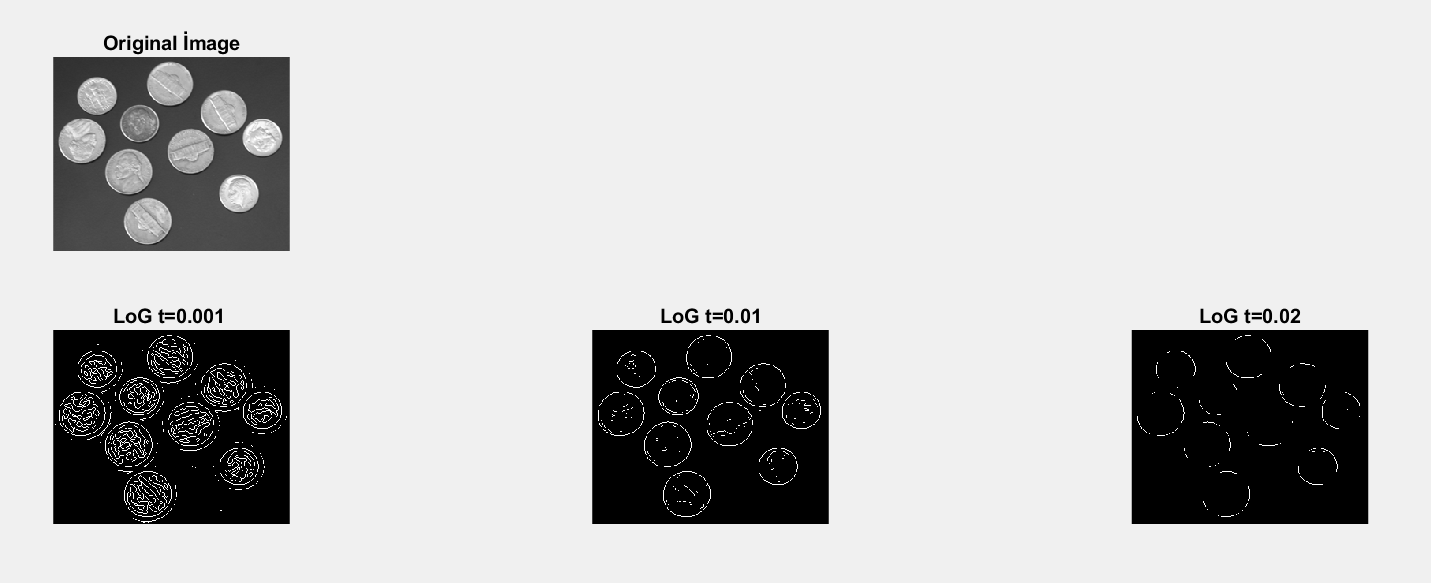 Original İmage
LoG t=0.001
LoG t=0.01
LoG t=0.02